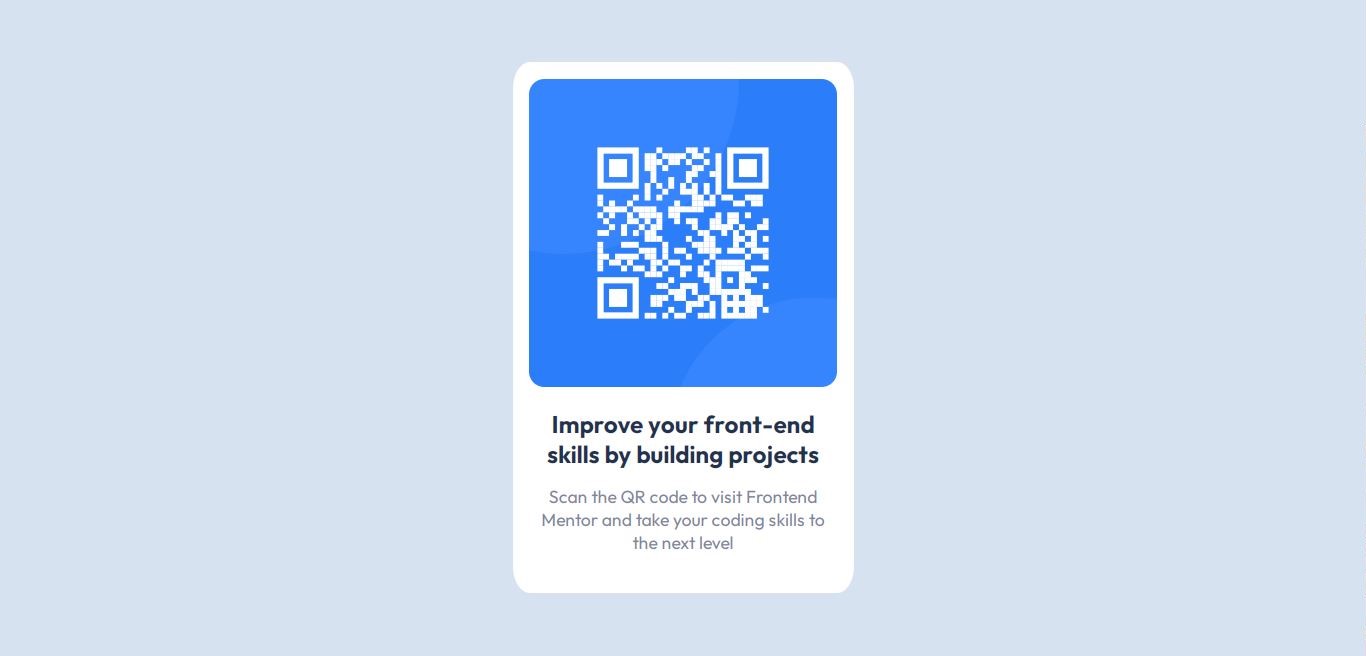 Improve your front-end
skills by building projects
Scan the QR code to visit Frontend
Mentor and take your coding skills to
the next level